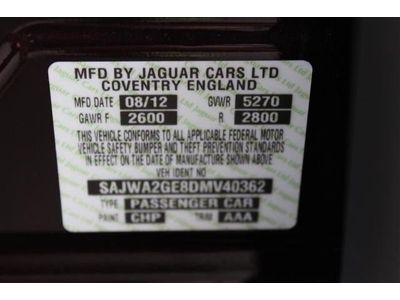 MFD BY JAGUAR CARS LTD
COVENTRY ENGLAND
MFD.DATE 08/12 GVWR 5270
GAWR F 2600 R 2800
THIS VEHICLE CONFORMS TO ALL APPLICABLE FEDERAL MOTOR
VEHICLE SAFETY BUMPER AND THEFT PREVENTION STANDARDS
IN EFFECT ON THE DATE OF MANUFACTURE SHOWN ABOVE
VEH IDENT NO
SAJWA2GE8DMV40362
TYPE PASSENGER CAR
PAINT CHP TRIM AAA